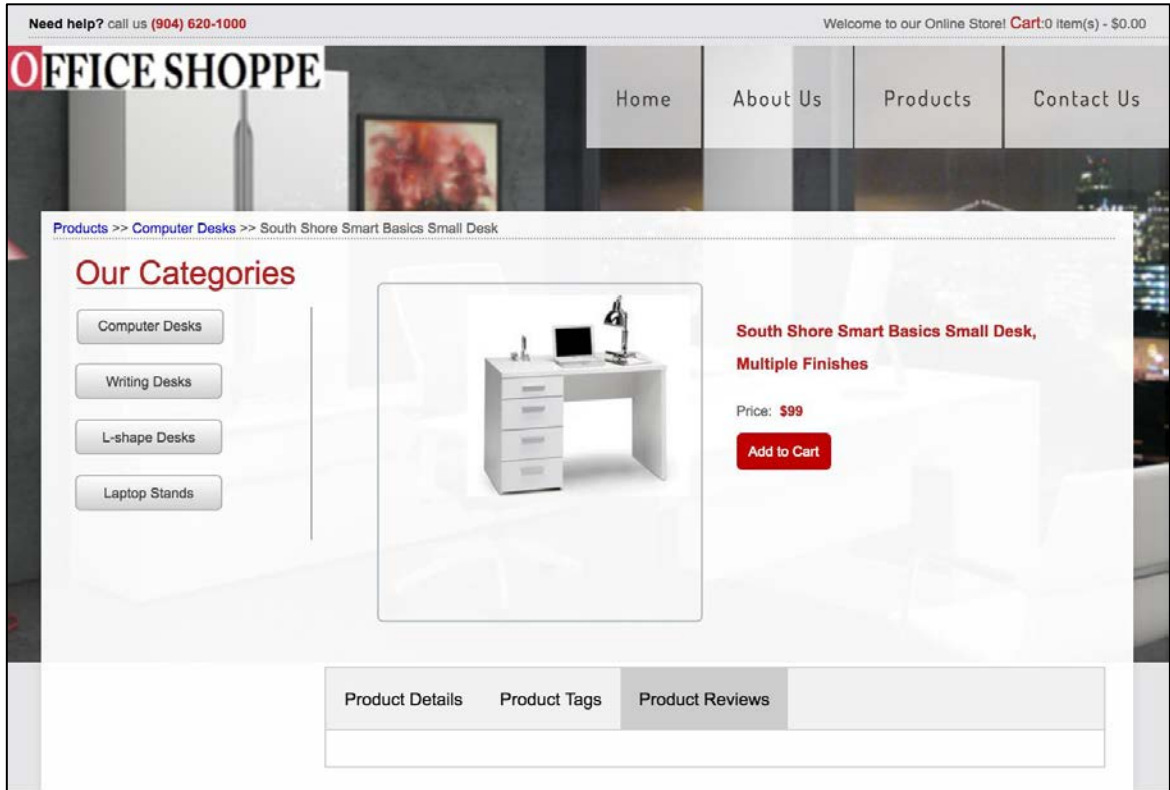 Need help? call us (904) 620-1000
Welcome to our Online Store! Cart:0 item(s) - $0.00
OFFICE SHOPPE
Home
About Us
Products
Contact Us
Products >> Computer Desks >> South Shore Smart Basics Small Desk
Our Categories
Computer Desks
Writing Desks
L-shape Desks
Laptop Stands
South Shore Smart Basics Small Desk,
Multiple Finishes
Price: $99
Add to Cart
Product Details
Product Tags
Product Reviews